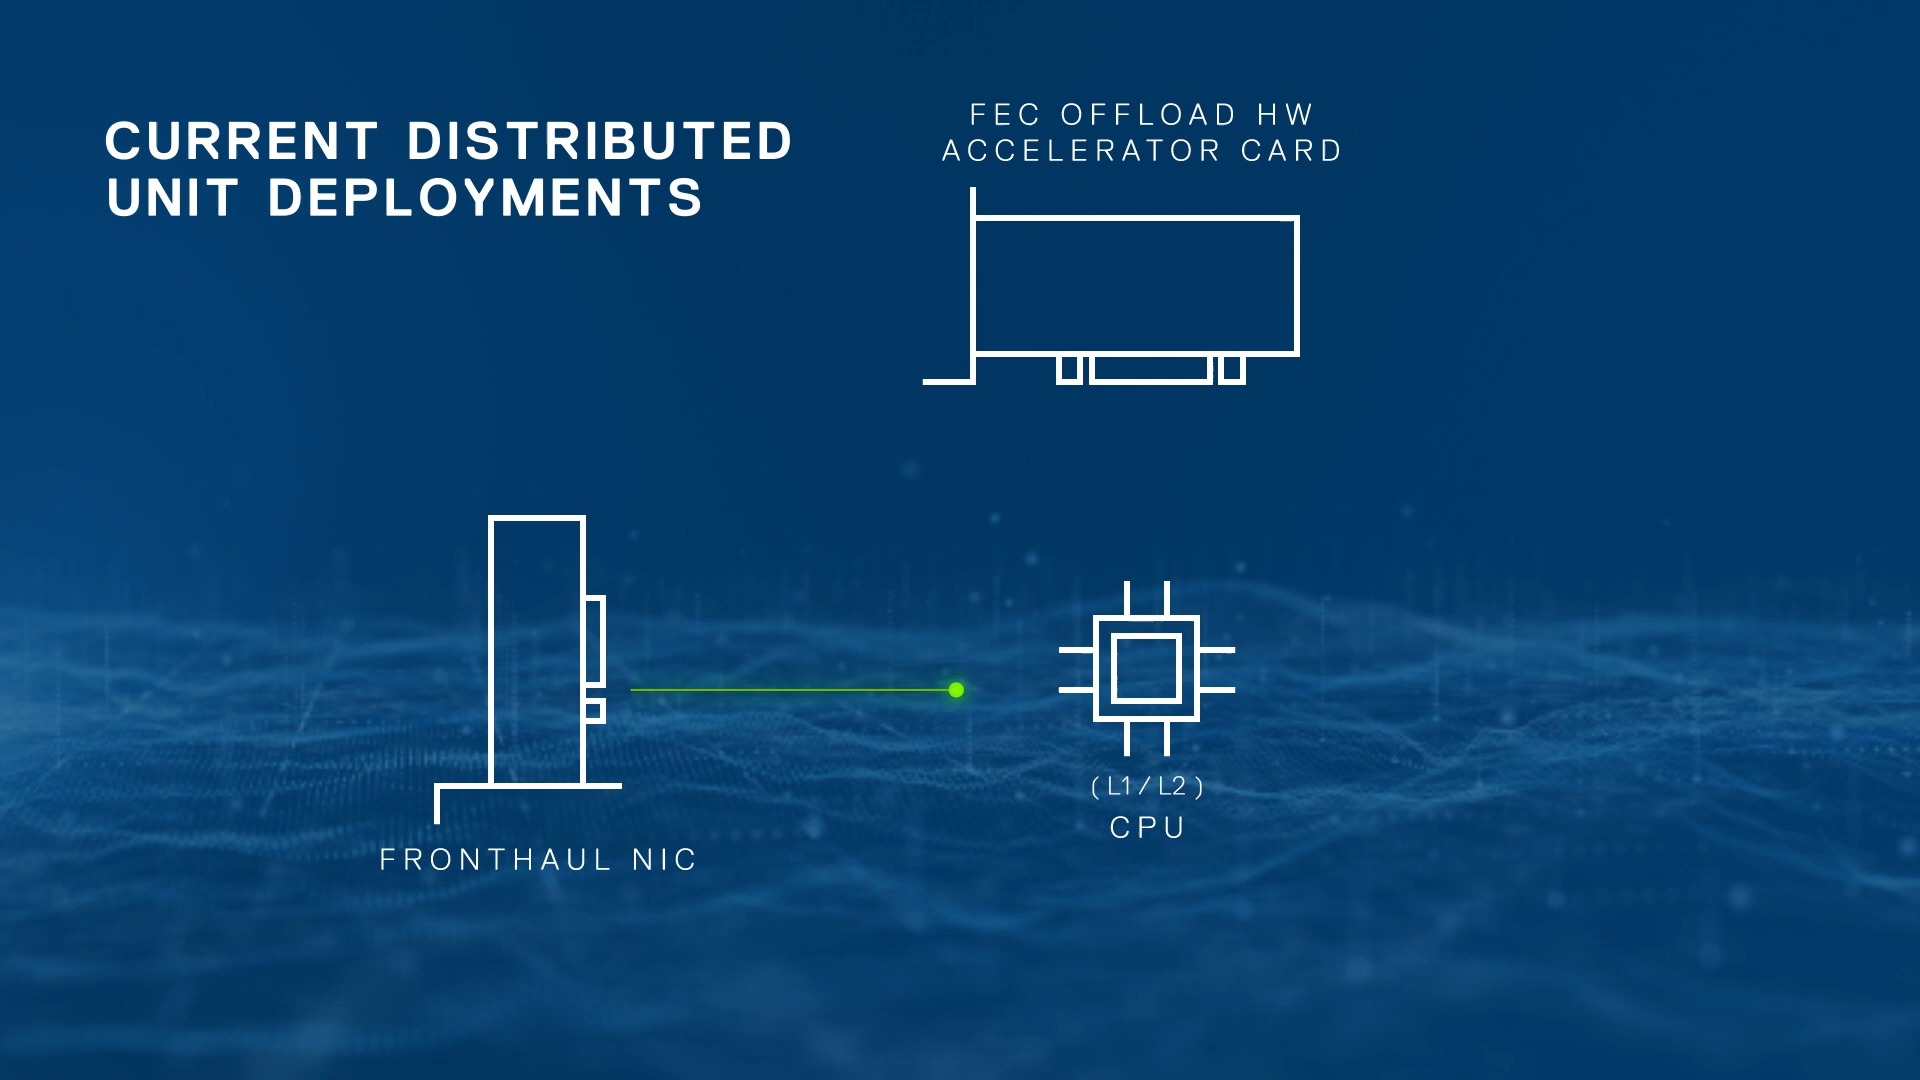 CURRENT DISTRIBUTED
UNIT DEPLOYMENTS
FEC OFFLOAD HW
ACCELERATOR CARD
FRONTHAUL NIC
(L1/L2)
CPU